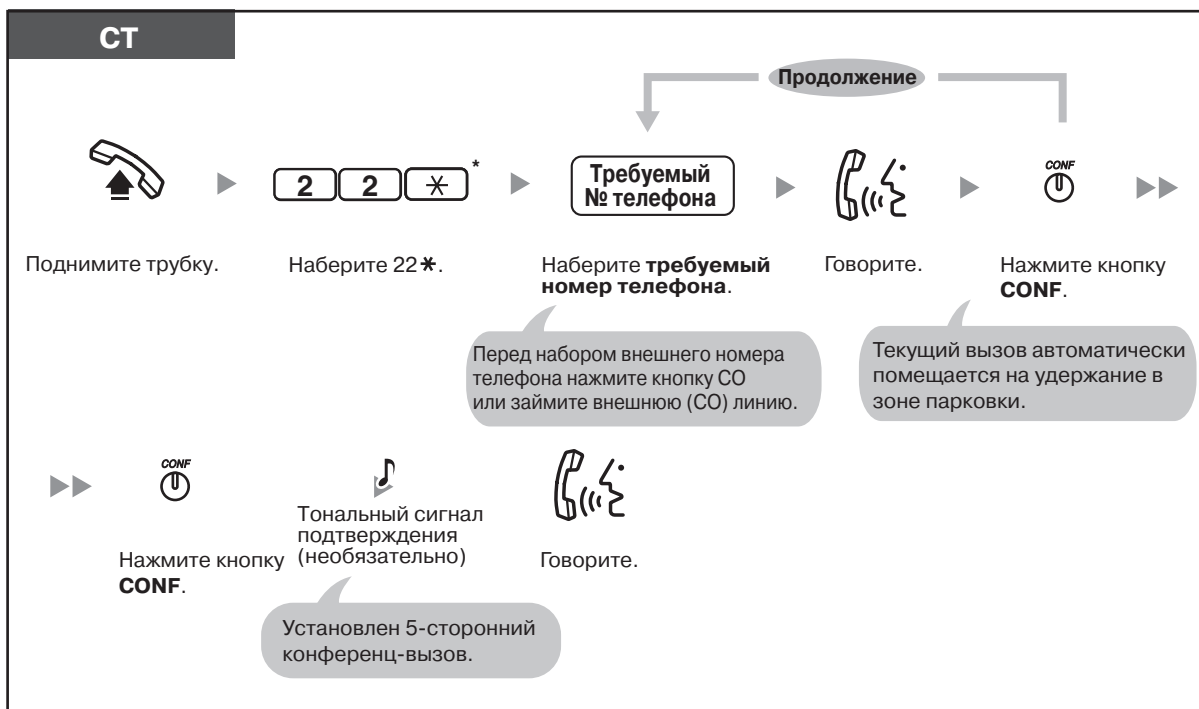 СТ
Продолжение
2 2 ✳ *
Требуемый
№ телефона
CONF
Поднимите трубку.
Наберите 22✳.
Наберите требуемый
номер телефона.
Говорите.
Нажмите кнопку
CONF.
Перед набором внешнего номера
телефона нажмите кнопку СО
или займите внешнюю (СО) линию.
Текущий вызов автоматически
помещается на удержание в
зоне парковки.
CONF
Нажмите кнопку
CONF.
Тональный сигнал
подтверждения
(необязательно)
Говорите.
Установлен 5-сторонний
конференц-вызов.